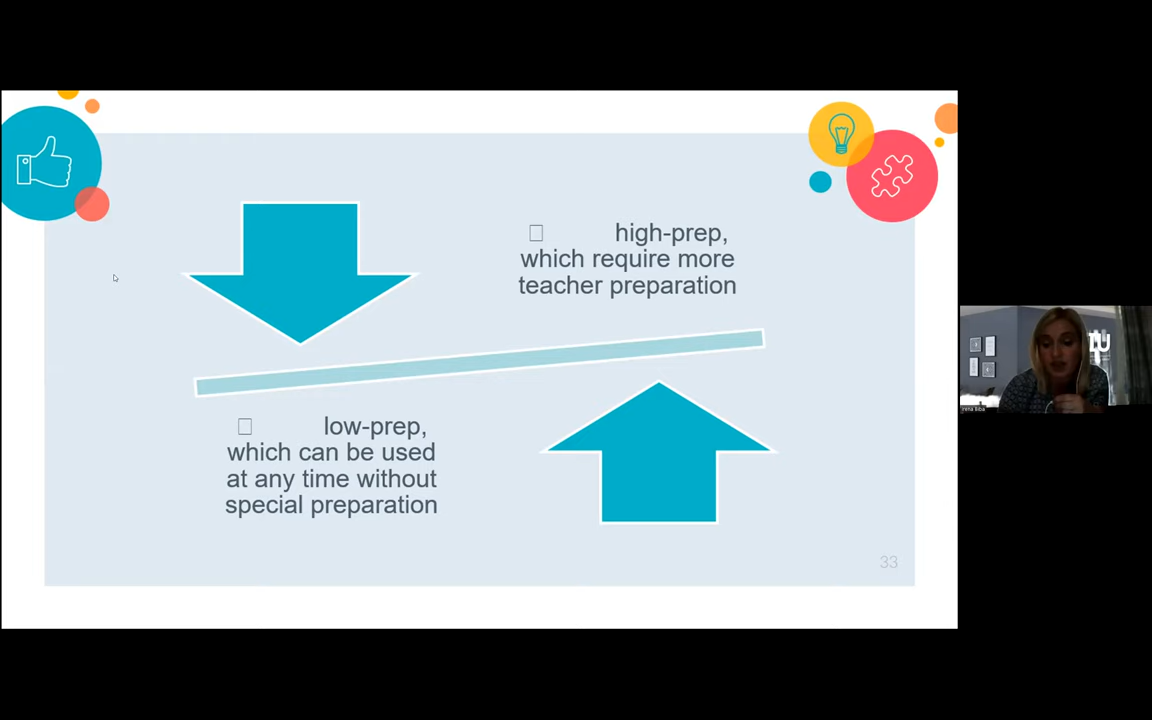 high-prep,
which require more
teacher preparation
low-prep,
which can be used
at any time without
special preparation
33